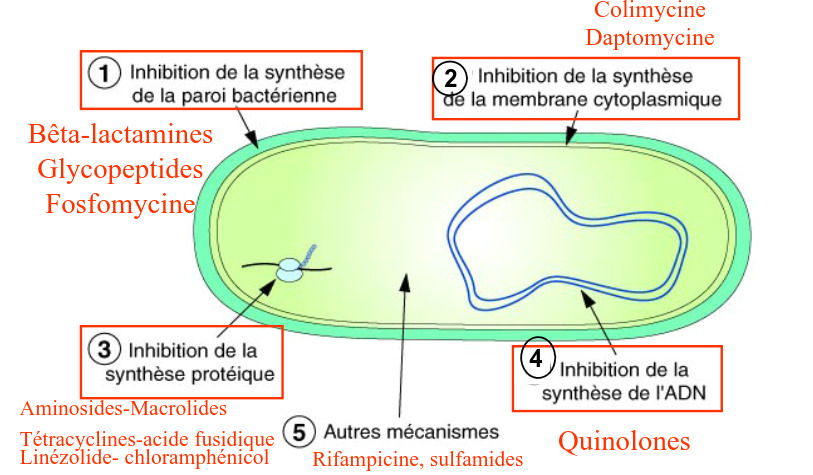 Colimycine
Daptomycine
1 Inhibition de la synthèse
de la paroi bactérienne
2 Inhibition de la synthèse
de la membrane cytoplasmique
Bêta-lactamines
Glycopeptides
Fosfomycine
3 Inhibition de la
synthèse protéique
4 Inhibition de la
synthèse de l'ADN
Aminosides-Macrolides
Tétracyclines-acide fusidique
Linézolide- chloramphénicol
5 Autres mécanismes
Rifampicine, sulfamides
Quinolones